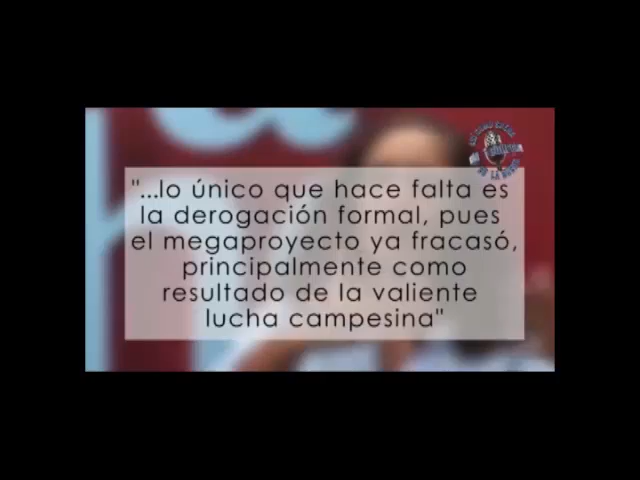 "...lo único que hace falta es
la derogación formal, pues
el megaproyecto ya fracasó,
principalmente como
resultado de la valiente
lucha campesina"